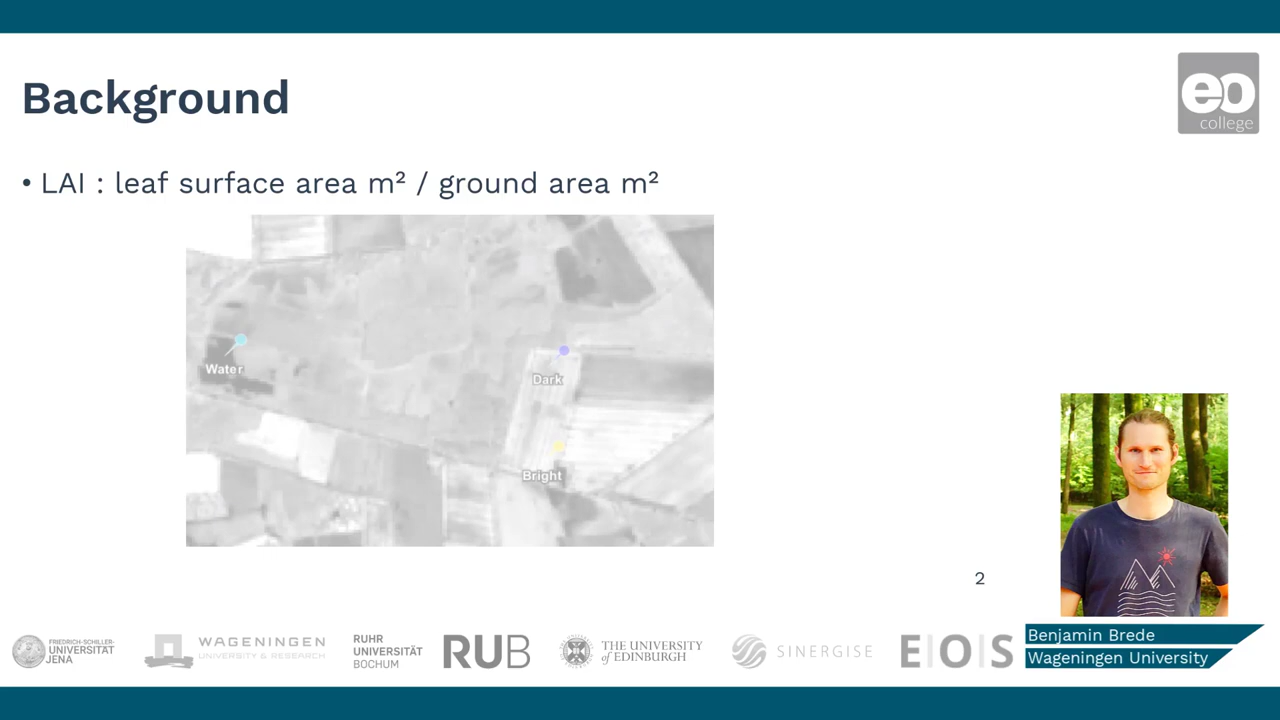 Background
eo
college
• LAI : leaf surface area m² / ground area m²
Water
Dark
Bright
2
FRIEDRICH-SCHILLER-
UNIVERSITÄT
JENA
WAGENINGEN
UNIVERSITY & RESEARCH
RUHR
UNIVERSITÄT
BOCHUM
RUB
THE UNIVERSITY
of EDINBURGH
SINERGISE
E|O|S
Benjamin Brede
Wageningen University